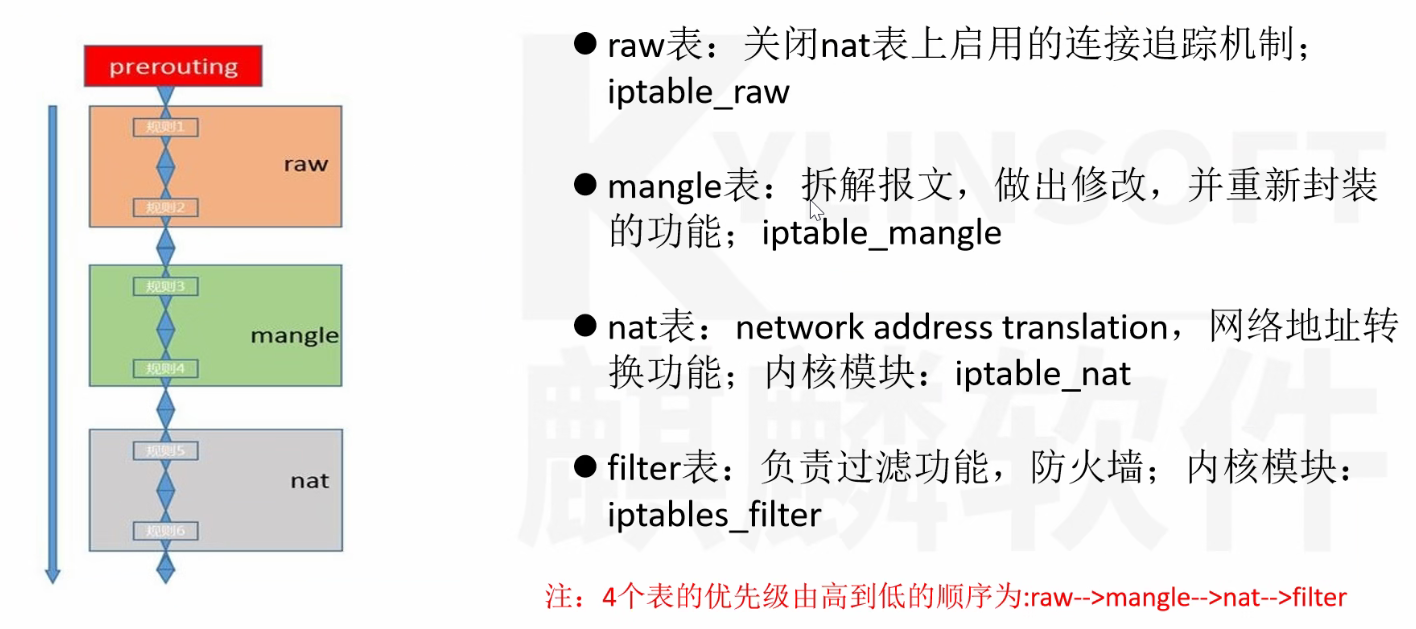 prerouting
规则1
raw
规则2
规则3
mangle
规则4
规则5
nat
规则6
● raw表：关闭nat表上启用的连接追踪机制；
iptable_raw
● mangle表：拆解报文，做出修改，并重新封装
的功能；iptable_mangle
● nat表：network address translation，网络地址转
换功能；内核模块：iptable_nat
● filter表：负责过滤功能，防火墙；内核模块：
iptables_filter
注：4个表的优先级由高到低的顺序为:raw-->mangle-->nat-->filter
KYLINSOFT
麒麟软件